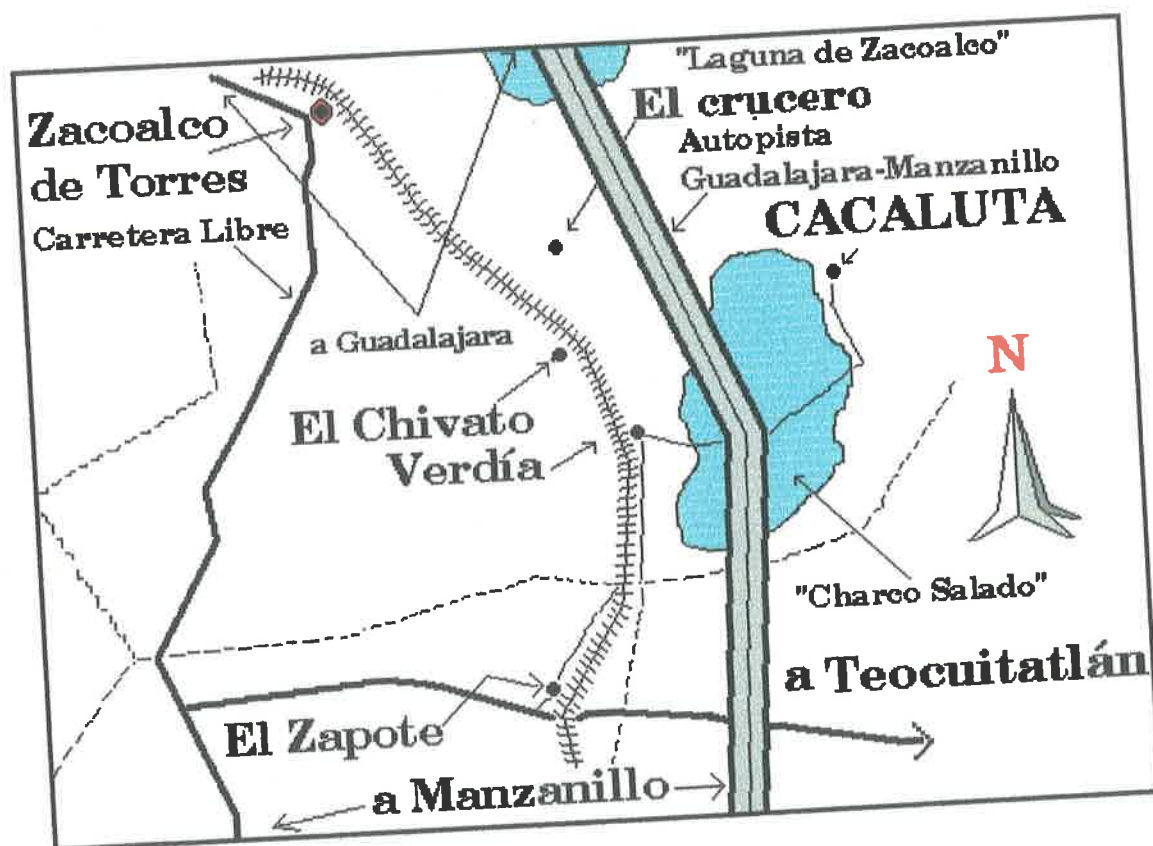 "Laguna de Zacoalco"
El crucero
Autopista
Guadalajara-Manzanillo
CACALUTA
Zacoalco
de Torres
Carretera Libre
a Guadalajara
El Chivato
Verdía
N
"Charco Salado"
a Teocuitatlán
El Zapote
a Manzanillo